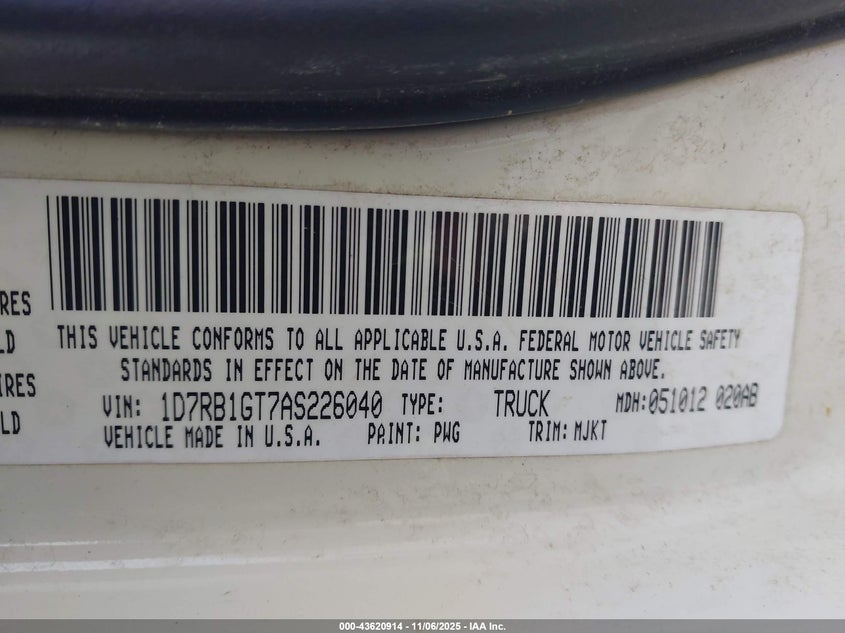 RES
LD
IRES
LD
THIS VEHICLE CONFORMS TO ALL APPLICABLE U.S.A. FEDERAL MOTOR VEHICLE SAFETY
STANDARDS IN EFFECT ON THE DATE OF MANUFACTURE SHOWN ABOVE.
VIN: 1D7RB1GT7AS226040 TYPE: TRUCK MDH:051012 020AB
VEHICLE MADE IN U.S.A. PAINT: PWG TRIM: MJKT
000-43620914 - 11/06/2025 - IAA Inc.